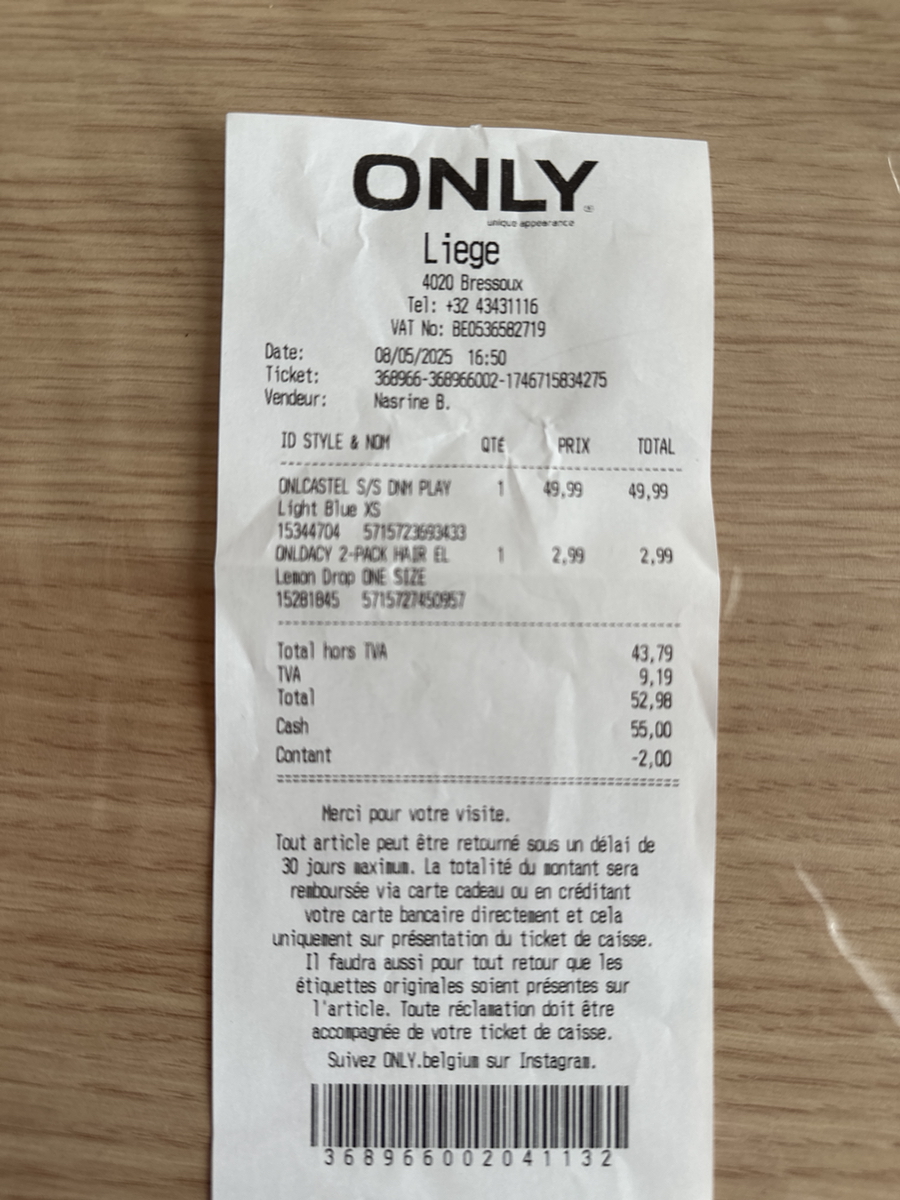 ONLY
unique appearance
Liege
4020 Bressoux
Tel: +32 43431116
VAT No: BE0536582719
Date: 08/05/2025 16:50
Ticket: 368966-368966002-1746715834275
Vendeur: Nasrine B.
ID STYLE & NOM QTÉ PRIX TOTAL
ONLCASTEL S/S DNM PLAY 1 49,99 49,99
Light Blue XS
15344704 5715723693433
ONLDACY 2-PACK HAIR EL 1 2,99 2,99
Lemon Drop ONE SIZE
15281845 5715727450957
Total hors TVA 43,79
TVA 9,19
Total 52,98
Cash 55,00
Contant -2,00
Merci pour votre visite.
Tout article peut être retourné sous un délai de
30 jours maximum. La totalité du montant sera
remboursée via carte cadeau ou en créditant
votre carte bancaire directement et cela
uniquement sur présentation du ticket de caisse.
Il faudra aussi pour tout retour que les
étiquettes originales soient présentes sur
l'article. Toute réclamation doit être
accompagnée de votre ticket de caisse.
Suivez ONLY.belgium sur Instagram.
368966002041132